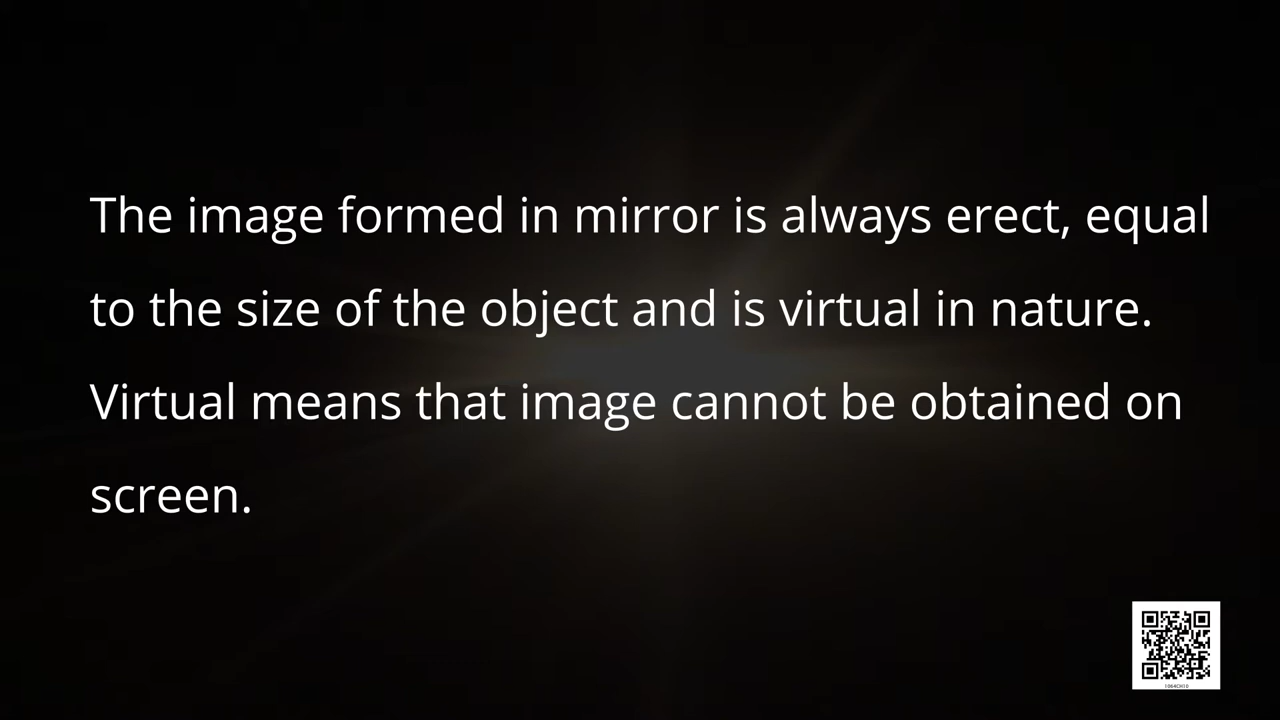 The image formed in mirror is always erect, equal
to the size of the object and is virtual in nature.
Virtual means that image cannot be obtained on
screen.
1064CH10